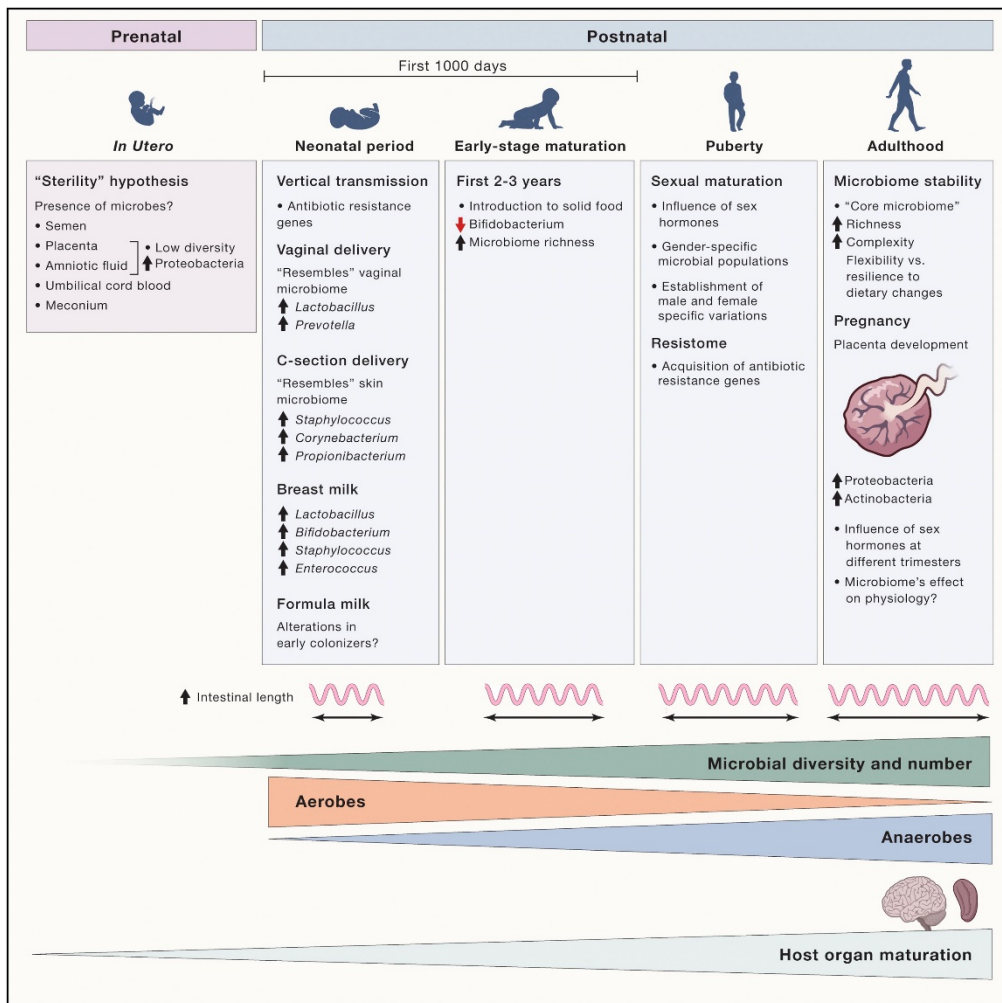 Prenatal
Postnatal
First 1000 days
In Utero
Neonatal period
Early-stage maturation
Puberty
Adulthood
“Sterility” hypothesis
Presence of microbes?
• Semen
• Placenta
• Amniotic fluid
• Low diversity
Proteobacteria
• Umbilical cord blood
• Meconium
Vertical transmission
• Antibiotic resistance
genes
Vaginal delivery
“Resembles” vaginal
microbiome
Lactobacillus
Prevotella
C-section delivery
“Resembles” skin
microbiome
Staphylococcus
Corynebacterium
Propionibacterium
Breast milk
Lactobacillus
Bifidobacterium
Staphylococcus
Enterococcus
Formula milk
Alterations in
early colonizers?
First 2-3 years
• Introduction to solid food
Bifidobacterium
Microbiome richness
Sexual maturation
• Influence of sex
hormones
• Gender-specific
microbial populations
• Establishment of
male and female
specific variations
Resistome
• Acquisition of antibiotic
resistance genes
Microbiome stability
• “Core microbiome”
Richness
Complexity
Flexibility vs.
resilience to
dietary changes
Pregnancy
Placenta development
Proteobacteria
Actinobacteria
• Influence of sex
hormones at
different trimesters
• Microbiome’s effect
on physiology?
Intestinal length
Microbial diversity and number
Aerobes
Anaerobes
Host organ maturation